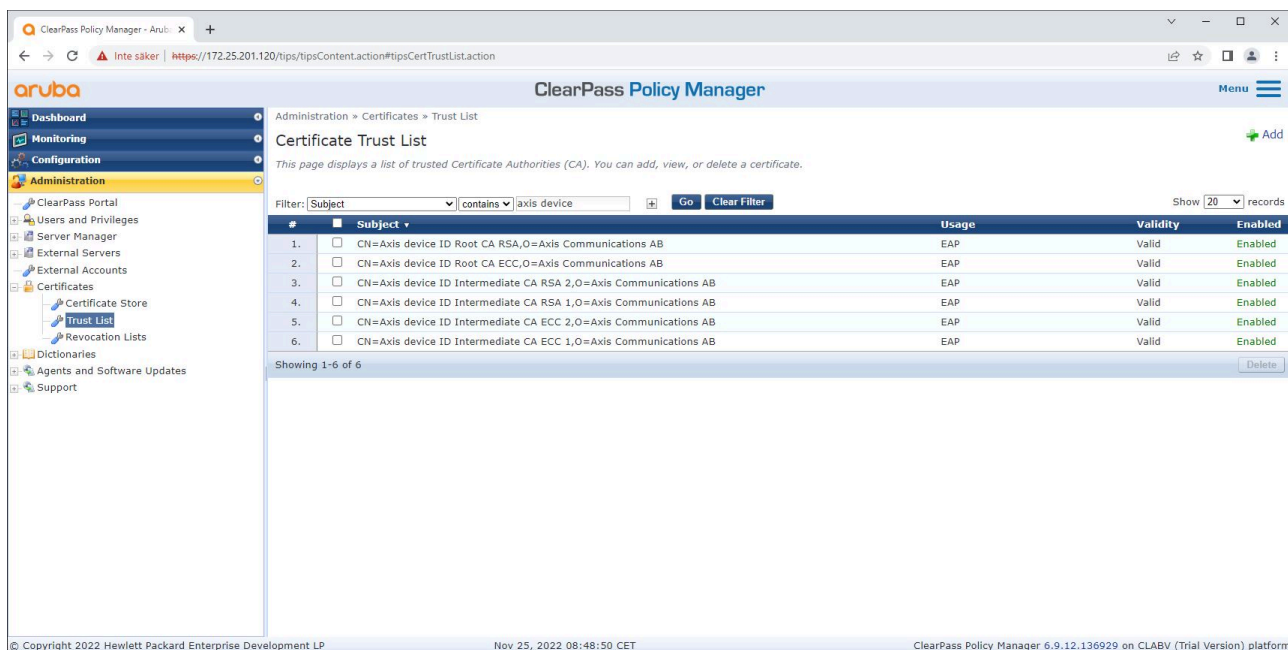 ClearPass Policy Manager - Arub
Inte säker | https://172.25.201.120/tips/tipsContent.action#tipsCertTrustList.action
aruba
ClearPass Policy Manager
Menu
Dashboard
Monitoring
Configuration
Administration
ClearPass Portal
Users and Privileges
Server Manager
External Servers
External Accounts
Certificates
Certificate Store
Trust List
Revocation Lists
Dictionaries
Agents and Software Updates
Support
Administration » Certificates » Trust List
Certificate Trust List
Add
This page displays a list of trusted Certificate Authorities (CA). You can add, view, or delete a certificate.
Filter: Subject contains axis device + Go Clear Filter Show 20 records
# Subject Usage Validity Enabled
1. CN=Axis device ID Root CA RSA,O=Axis Communications AB EAP Valid Enabled
2. CN=Axis device ID Root CA ECC,O=Axis Communications AB EAP Valid Enabled
3. CN=Axis device ID Intermediate CA RSA 2,O=Axis Communications AB EAP Valid Enabled
4. CN=Axis device ID Intermediate CA RSA 1,O=Axis Communications AB EAP Valid Enabled
5. CN=Axis device ID Intermediate CA ECC 2,O=Axis Communications AB EAP Valid Enabled
6. CN=Axis device ID Intermediate CA ECC 1,O=Axis Communications AB EAP Valid Enabled
Showing 1-6 of 6 Delete
© Copyright 2022 Hewlett Packard Enterprise Development LP Nov 25, 2022 08:48:50 CET ClearPass Policy Manager 6.9.12.136929 on CLABV (Trial Version) platform